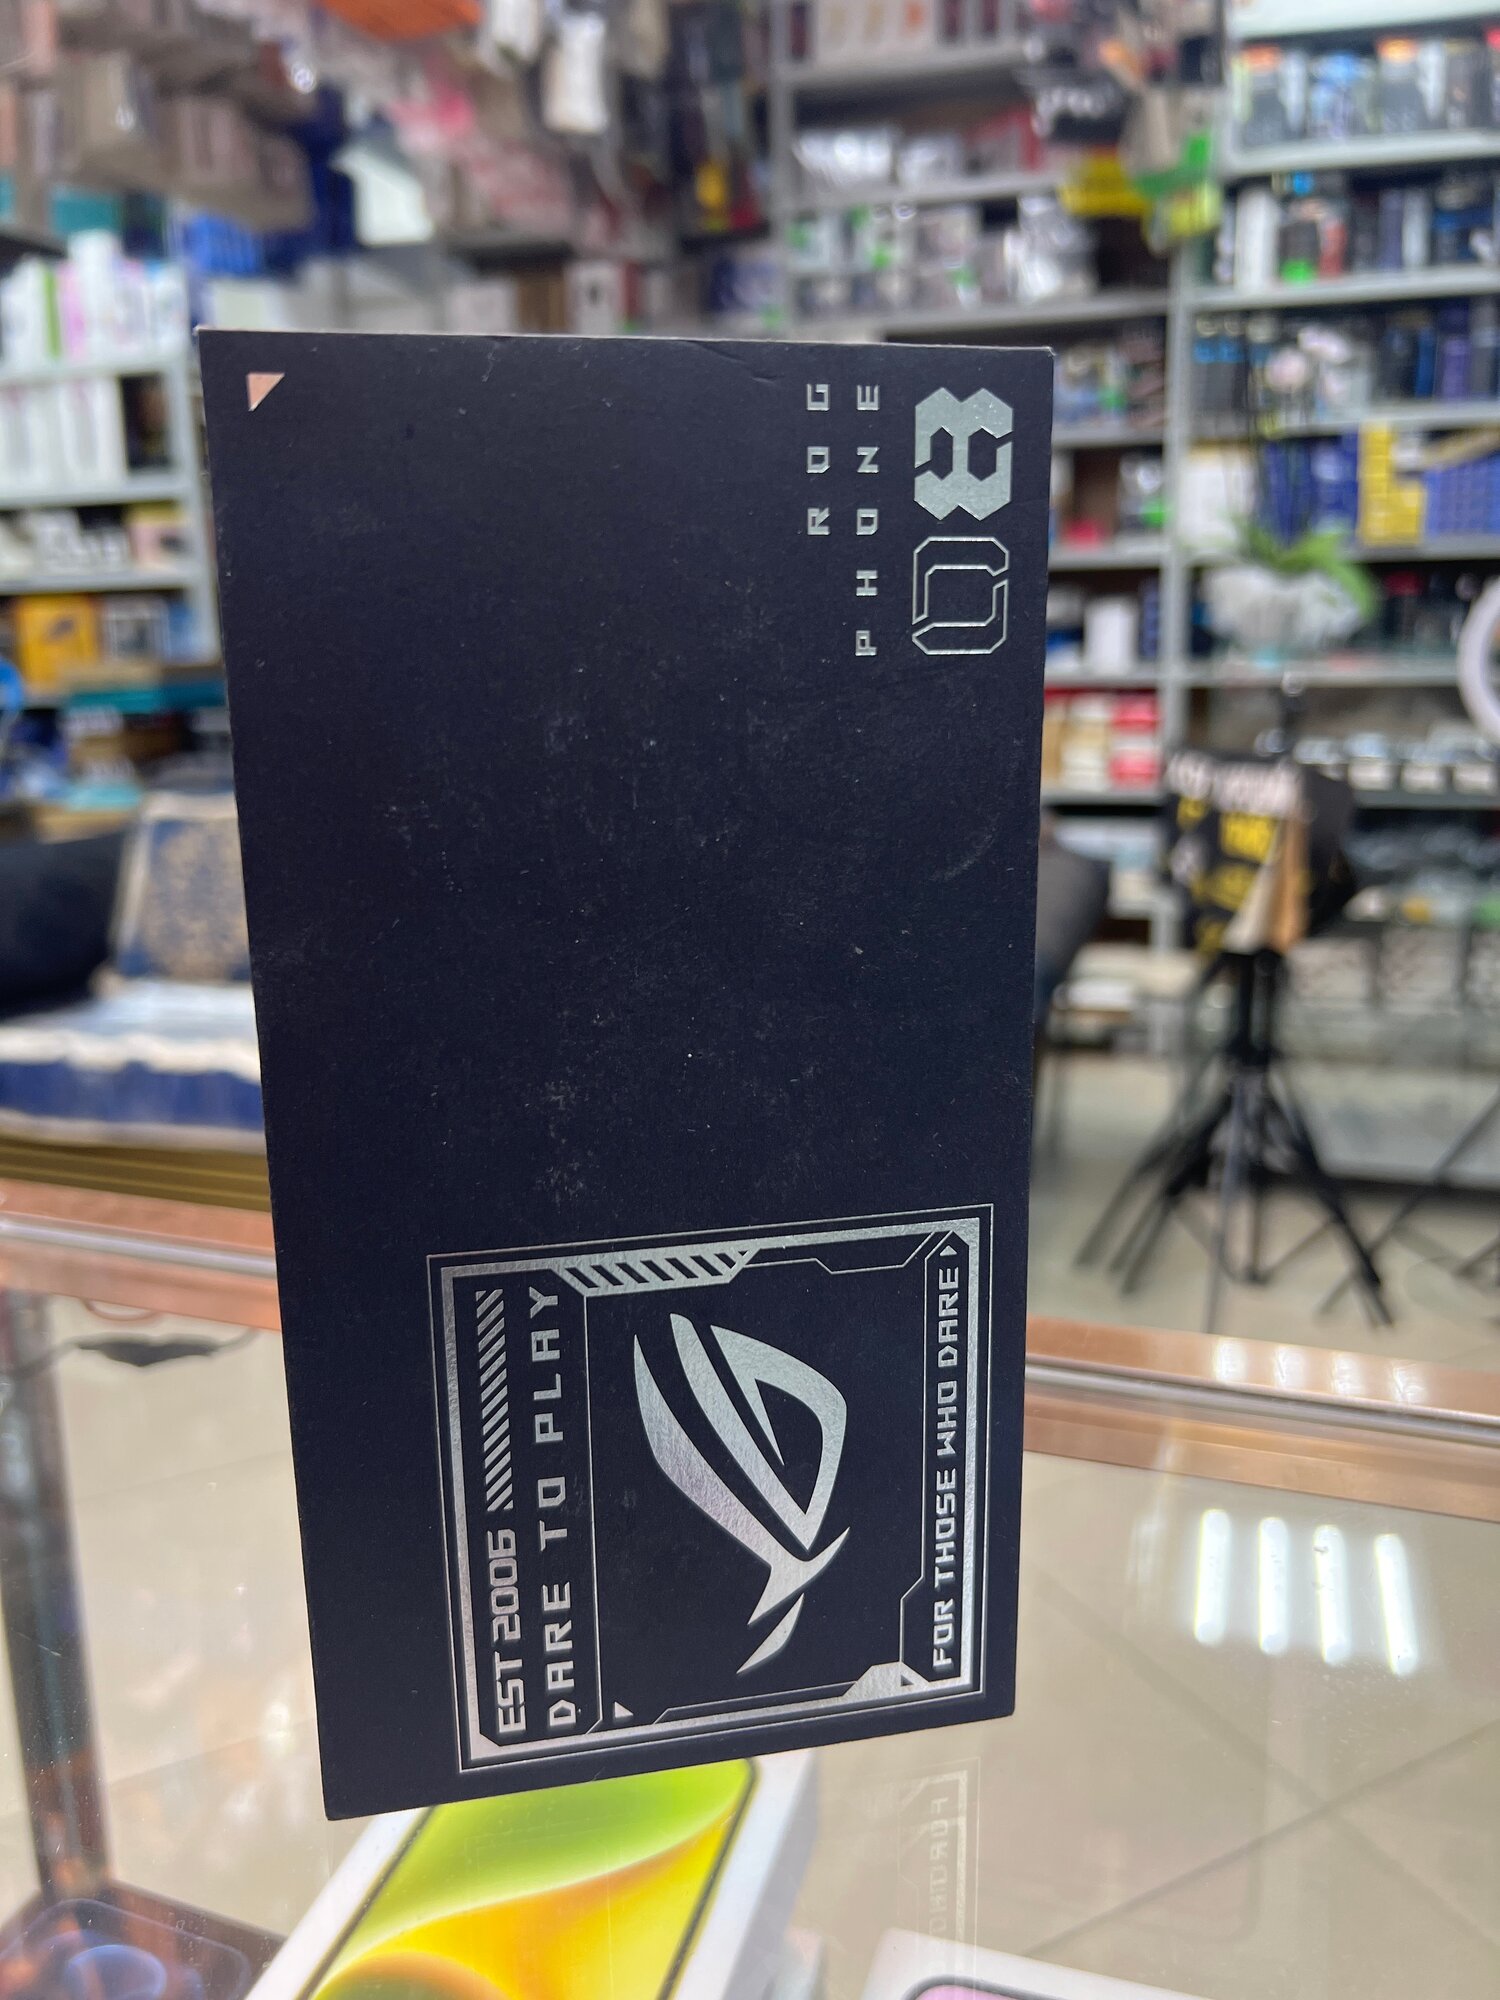 ROG
PHONE
08
EST 2006
DARE TO PLAY
FOR THOSE WHO DARE